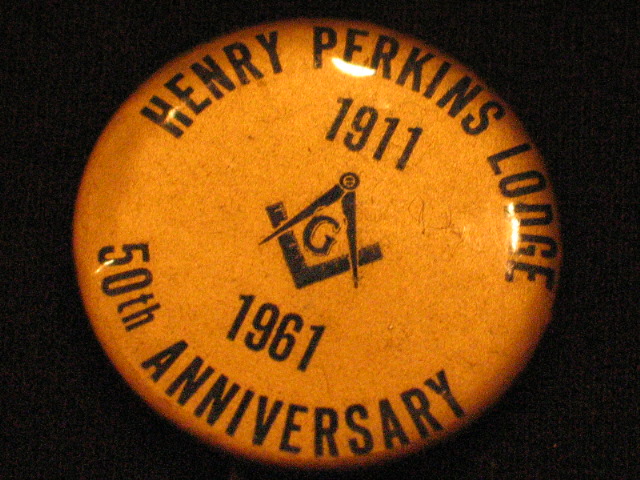 HENRY PERKINS LODGE
1911
G
1961
50th ANNIVERSARY